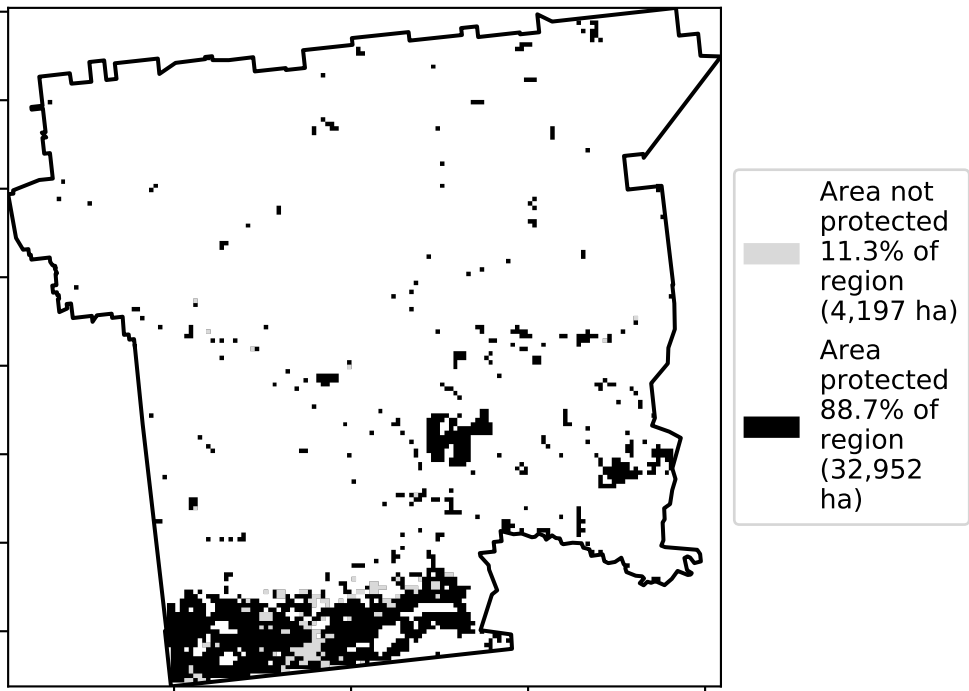 Area not
protected
11.3% of
region
(4,197 ha)
Area
protected
88.7% of
region
(32,952
ha)